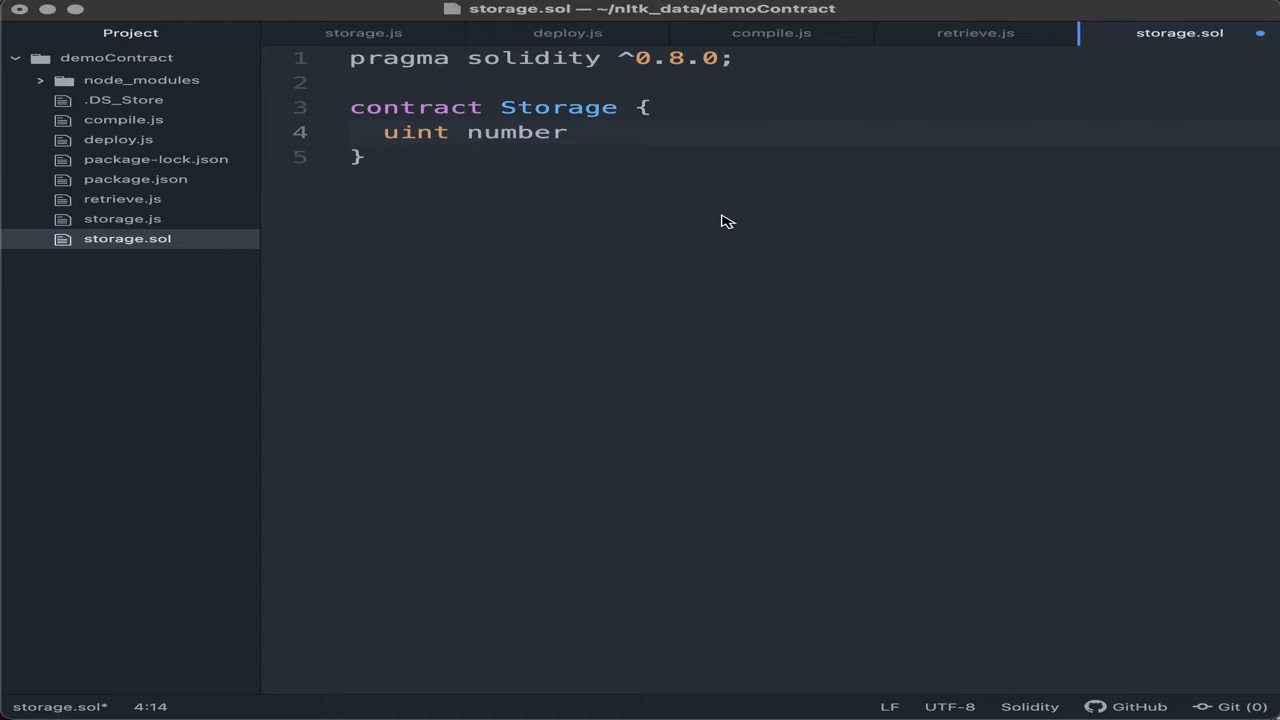 storage.sol — ~/nltk_data/demoContract
Project
storage.js
deploy.js
compile.js
retrieve.js
storage.sol
demoContract
node_modules
.DS_Store
compile.js
deploy.js
package-lock.json
package.json
retrieve.js
storage.js
storage.sol
1 pragma solidity ^0.8.0;
2
3 contract Storage {
4 uint number
5 }
storage.sol* 4:14 LF UTF-8 Solidity GitHub Git (0)